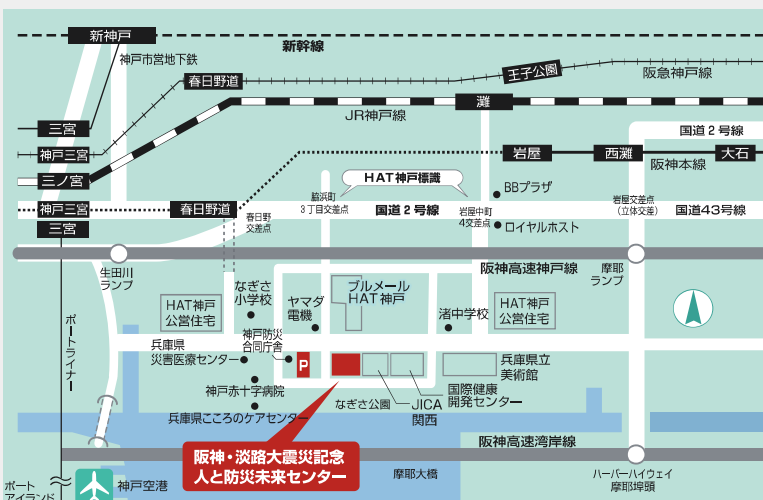 新神戸
新幹線
神戸市営地下鉄
王子公園
阪急神戸線
春日野道
灘
JR神戸線
三宮
国道2号線
神戸三宮
岩屋
西灘
大石
阪神本線
三ノ宮
HAT神戸標識
BBプラザ
脇浜町
3丁目交差点
岩屋交差点
(立体交差)
神戸三宮
春日野道
春日野
交差点
国道2号線
岩屋中町
4交差点
国道43号線
三宮
ロイヤルホスト
阪神高速神戸線
生田川
ランプ
摩耶
ランプ
なぎさ
小学校
ブルメール
HAT神戸
HAT神戸
公営住宅
ヤマダ
電機
渚中学校
HAT神戸
公営住宅
ポートライナー
神戸防災
合同庁舎
兵庫県
災害医療センター
P
兵庫県立
美術館
神戸赤十字病院
国際健康
開発センター
なぎさ公園
JICA
関西
兵庫県こころのケアセンター
阪神高速湾岸線
阪神・淡路大震災記念
人と防災未来センター
摩耶大橋
ハーバーハイウェイ
摩耶埠頭
ポート
アイランド
神戸空港